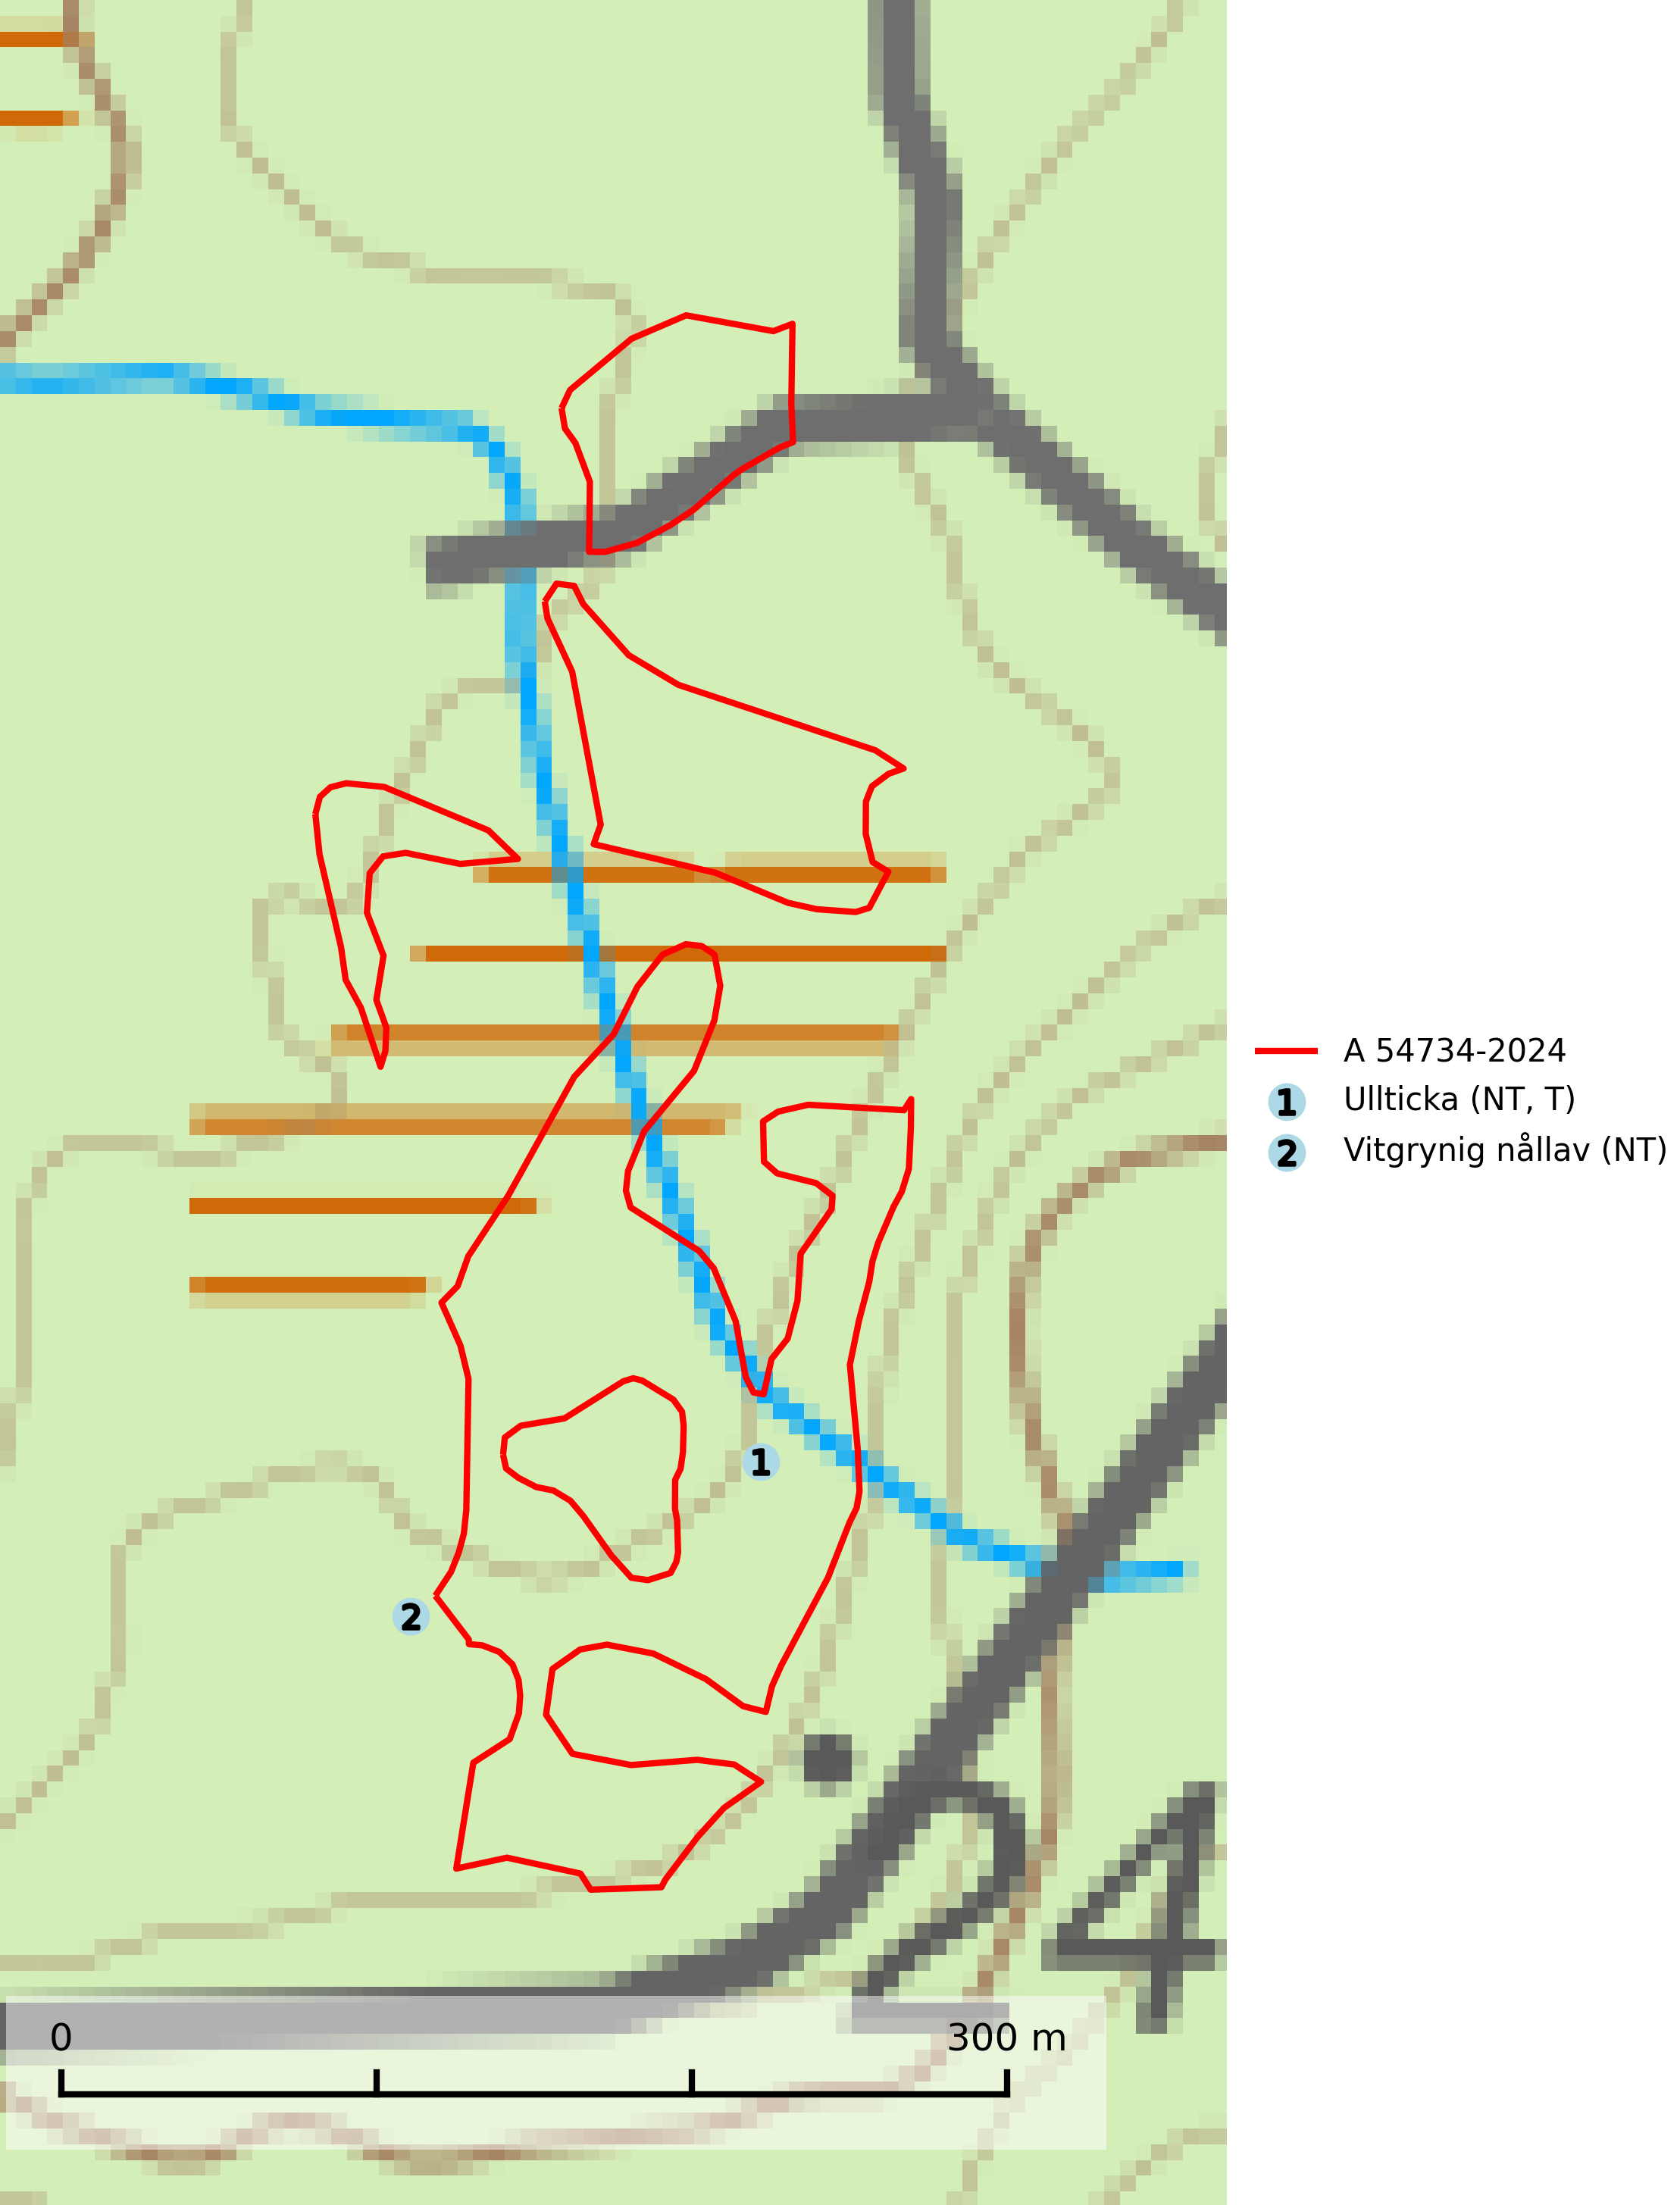 A 54734-2024
1 Ullticka (NT, T)
2 Vitgrynig nållav (NT)
1
2
24
0 300 m